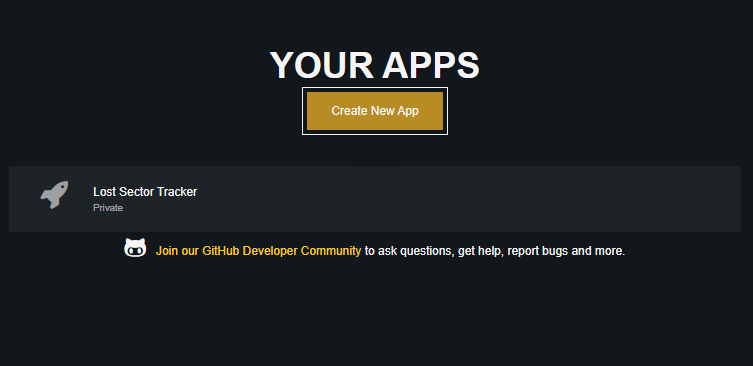 YOUR APPS
Create New App
Lost Sector Tracker
Private
Join our GitHub Developer Community to ask questions, get help, report bugs and more.